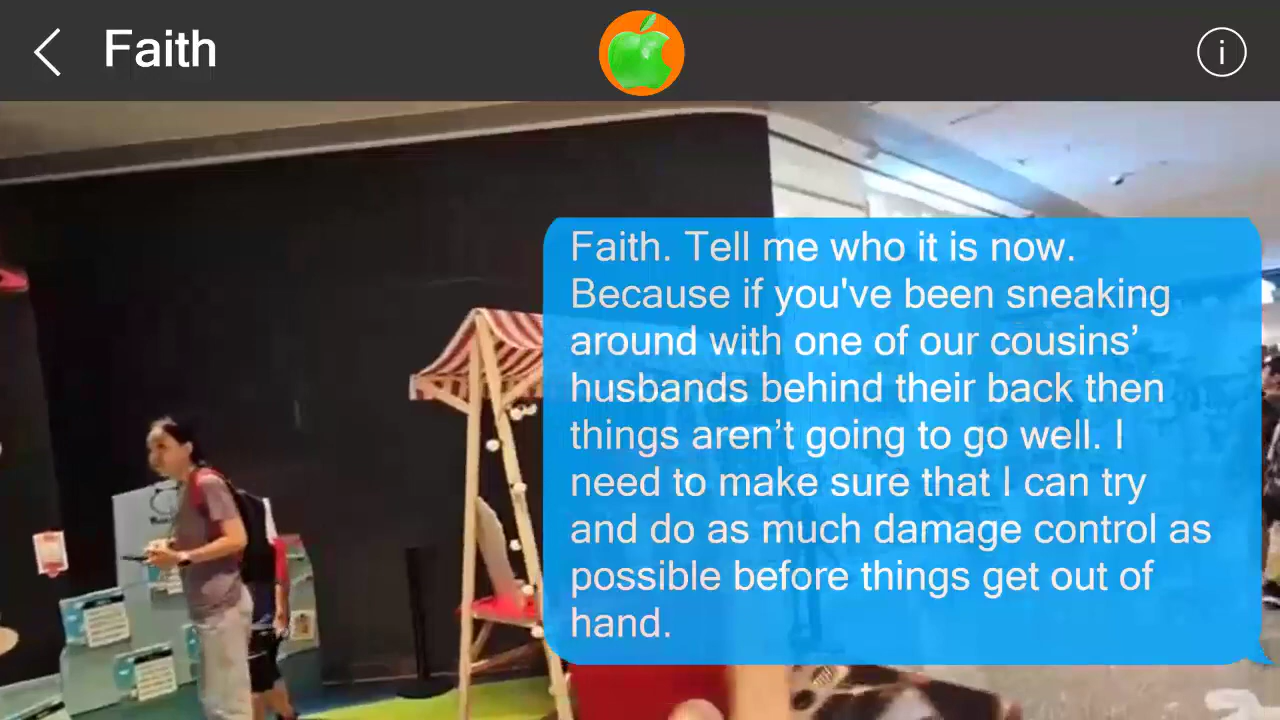 Faith
Faith. Tell me who it is now.
Because if you've been sneaking
around with one of our cousins’
husbands behind their back then
things aren’t going to go well. I
need to make sure that I can try
and do as much damage control as
possible before things get out of
hand.